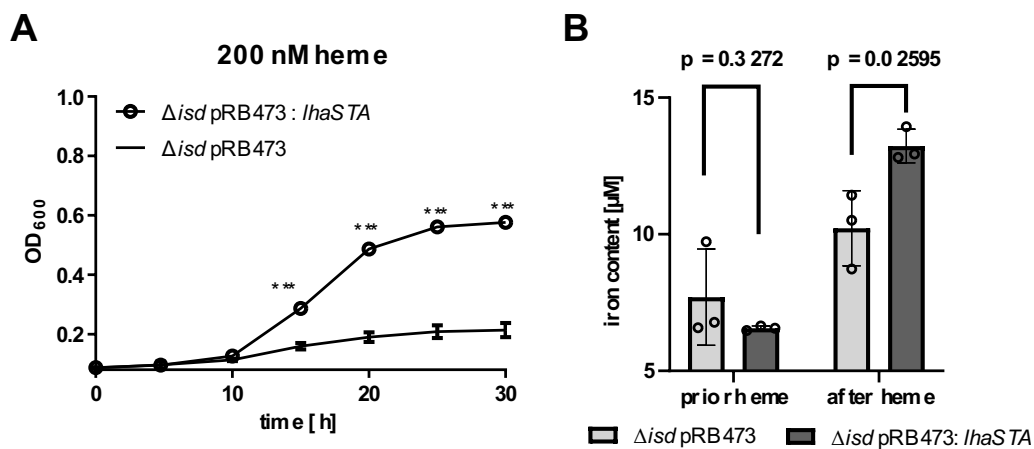 A
200 nM heme
1.0
0.8
0.6
0.4
0.2
OD600
Δisd pRB473 : lhaSTA
Δisd pRB473
***
***
***
***
0
10
20
30
time [h]
B
p = 0.3272
p = 0.02595
15
10
5
iron content [µM]
prior heme
after heme
Δisd pRB473
Δisd pRB473: lhaSTA